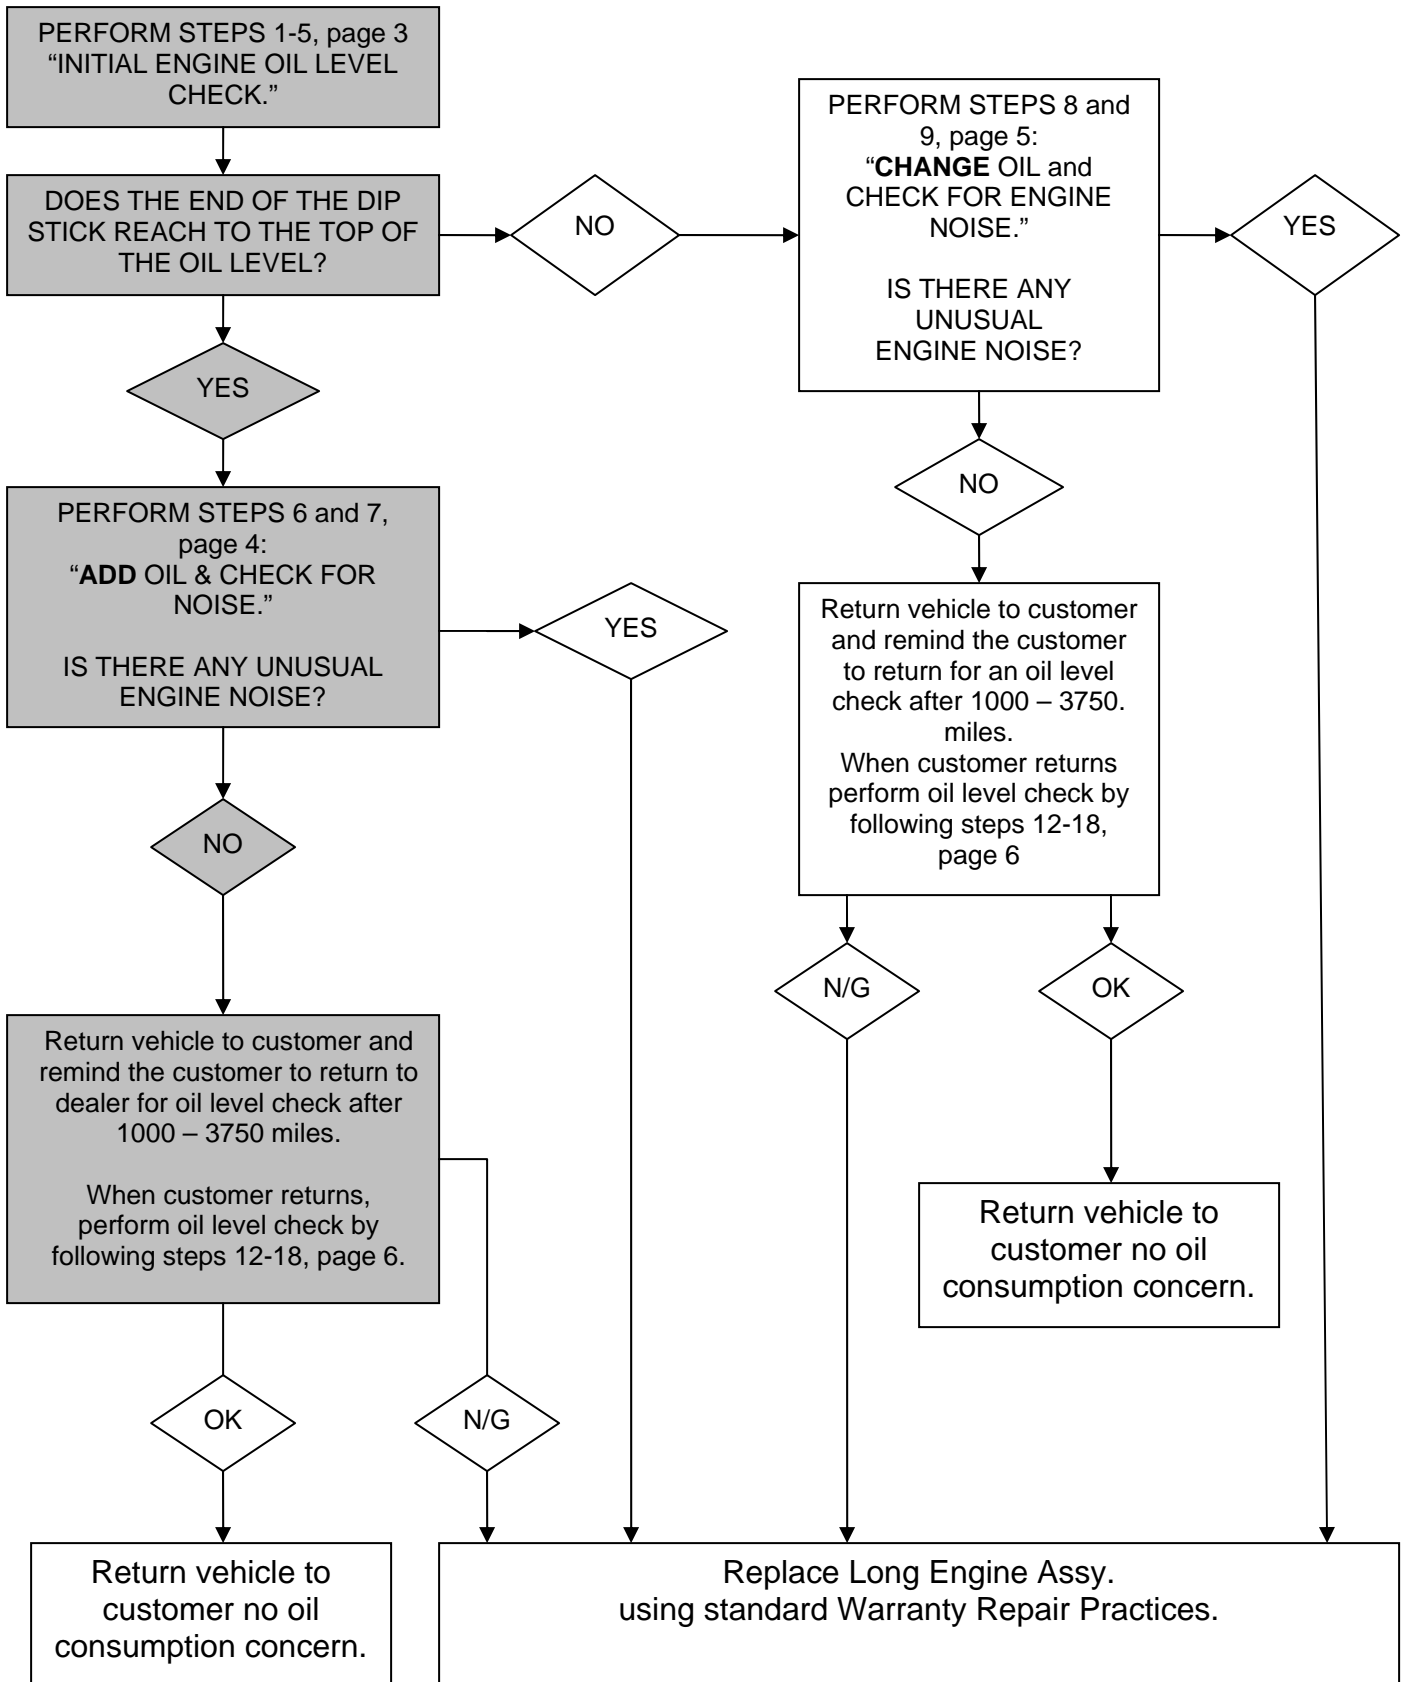 PERFORM STEPS 1-5, page 3
“INITIAL ENGINE OIL LEVEL
CHECK.”
DOES THE END OF THE DIP
STICK REACH TO THE TOP OF
THE OIL LEVEL?
NO
PERFORM STEPS 8 and
9, page 5:
“CHANGE OIL and
CHECK FOR ENGINE
NOISE.”
IS THERE ANY
UNUSUAL
ENGINE NOISE?
YES
YES
NO
PERFORM STEPS 6 and 7,
page 4:
“ADD OIL & CHECK FOR
NOISE.”
IS THERE ANY UNUSUAL
ENGINE NOISE?
YES
Return vehicle to customer
and remind the customer
to return for an oil level
check after 1000 – 3750.
miles.
When customer returns
perform oil level check by
following steps 12-18,
page 6
NO
N/G
OK
Return vehicle to customer and
remind the customer to return to
dealer for oil level check after
1000 – 3750 miles.
When customer returns,
perform oil level check by
following steps 12-18, page 6.
Return vehicle to
customer no oil
consumption concern.
OK
N/G
Return vehicle to
customer no oil
consumption concern.
Replace Long Engine Assy.
using standard Warranty Repair Practices.